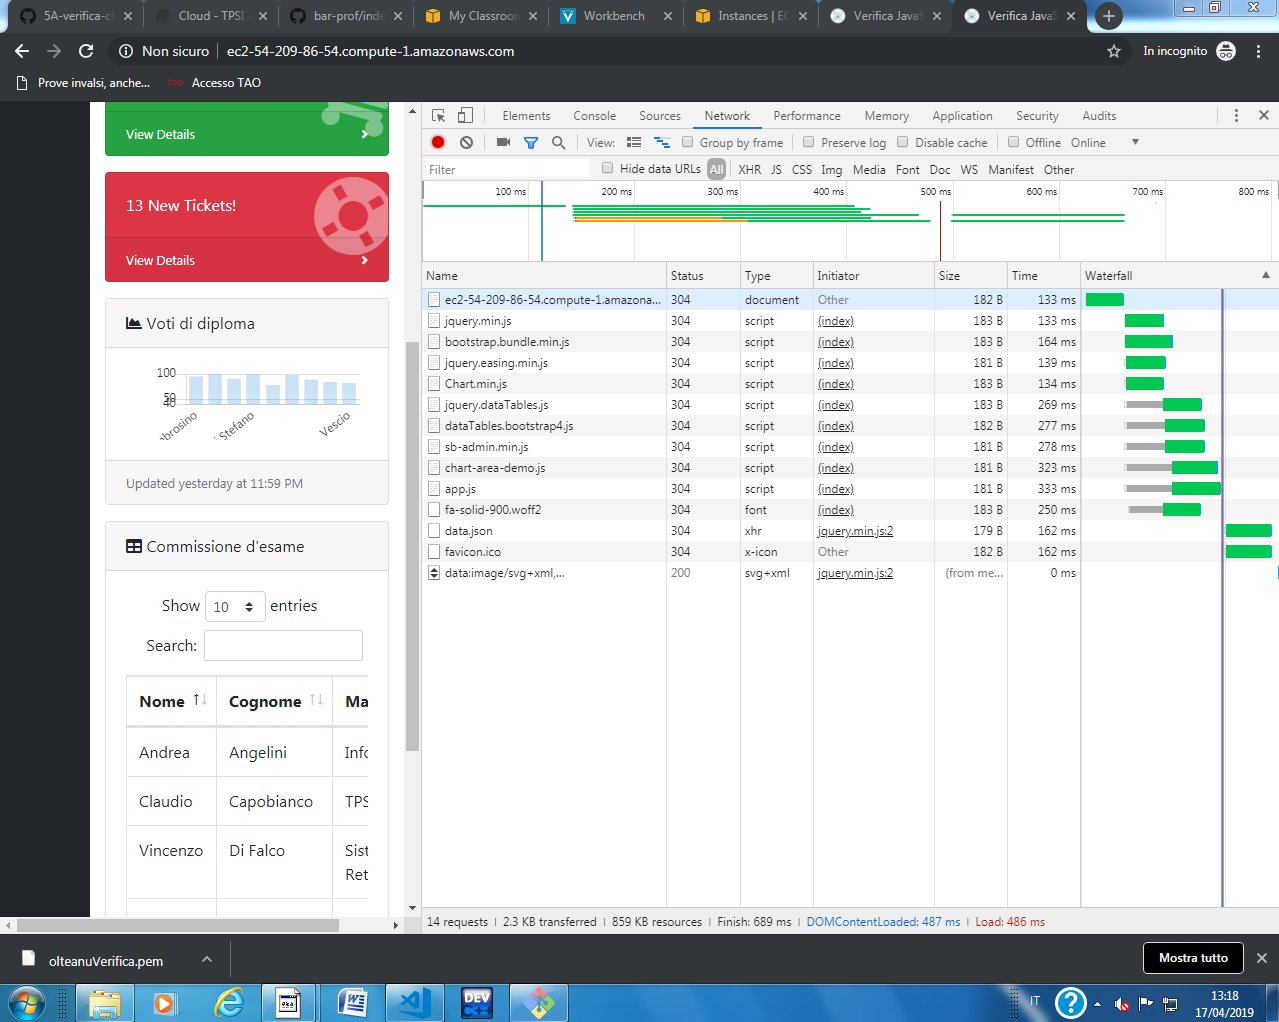 5A-verifica-cl
Cloud - TPSI
bar-prof/inde
My Classroon
Workbench
Instances | EC
Verifica JavaS
Verifica JavaS
Non sicuro
ec2-54-209-86-54.compute-1.amazonaws.com
In incognito
Prove invalsi, anche...
TAO
Accesso TAO
View Details
13 New Tickets!
View Details
Voti di diploma
100
50
40
Stefano
Vescio
Updated yesterday at 11:59 PM
Commissione d'esame
Show 10 entries
Search:
Nome Cognome Ma
Andrea Angelini Info
Claudio Capobianco TPS
Vincenzo Di Falco Sist
Ret
Elements Console Sources Network Performance Memory Application Security Audits
View: Group by frame Preserve log Disable cache Offline Online
Filter Hide data URLs All XHR JS CSS Img Media Font Doc WS Manifest Other
100 ms 200 ms 300 ms 400 ms 500 ms 600 ms 700 ms 800 ms
Name Status Type Initiator Size Time Waterfall
ec2-54-209-86-54.compute-1.amazona... 304 document Other 182 B 133 ms
jquery.min.js 304 script (index) 183 B 133 ms
bootstrap.bundle.min.js 304 script (index) 183 B 164 ms
jquery.easing.min.js 304 script (index) 181 B 139 ms
Chart.min.js 304 script (index) 183 B 134 ms
jquery.dataTables.js 304 script (index) 183 B 269 ms
dataTables.bootstrap4.js 304 script (index) 182 B 277 ms
sb-admin.min.js 304 script (index) 181 B 278 ms
chart-area-demo.js 304 script (index) 181 B 323 ms
app.js 304 script (index) 181 B 333 ms
fa-solid-900.woff2 304 font (index) 183 B 250 ms
data.json 304 xhr jquery.min.js:2 179 B 162 ms
favicon.ico 304 x-icon Other 182 B 162 ms
data:image/svg+xml,... 200 svg+xml jquery.min.js:2 (from me... 0 ms
14 requests | 2.3 KB transferred | 859 KB resources | Finish: 689 ms | DOMContentLoaded: 487 ms | Load: 486 ms
olteanuVerifica.pem
Mostra tutto
DEV
C++
IT
13:18
17/04/2019